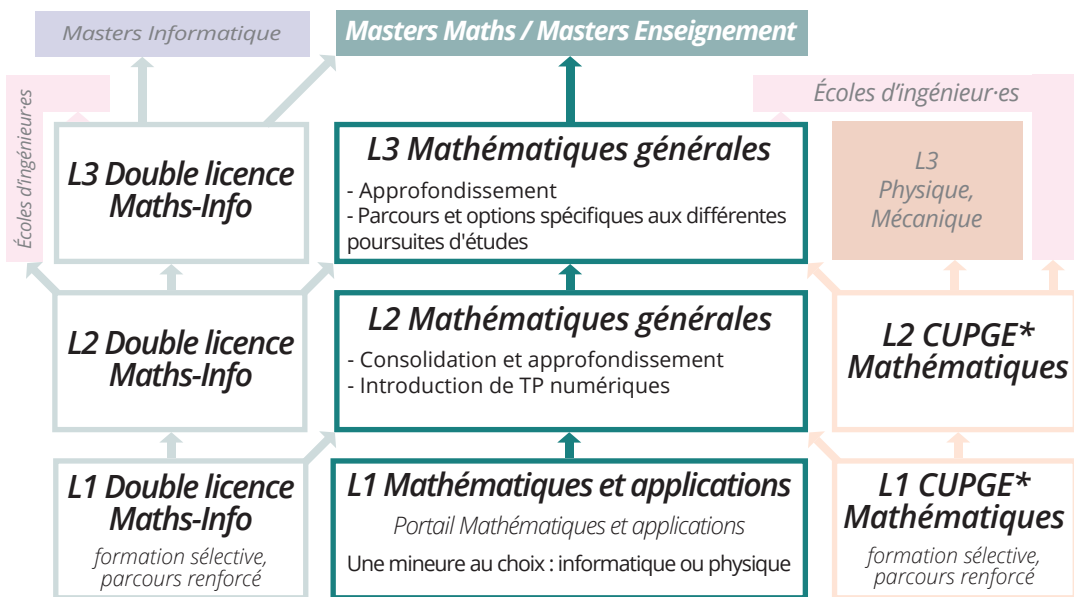 Masters Informatique
Masters Maths / Masters Enseignement
Écoles d'ingénieur·es
Écoles d'ingénieur·es
L3 Double licence
Maths-Info
L3 Mathématiques générales
- Approfondissement
- Parcours et options spécifiques aux différentes
poursuites d'études
L3
Physique,
Mécanique
L2 Double licence
Maths-Info
L2 Mathématiques générales
- Consolidation et approfondissement
- Introduction de TP numériques
L2 CUPGE*
Mathématiques
L1 Double licence
Maths-Info
formation sélective,
parcours renforcé
L1 Mathématiques et applications
Portail Mathématiques et applications
Une mineure au choix : informatique ou physique
L1 CUPGE*
Mathématiques
formation sélective,
parcours renforcé